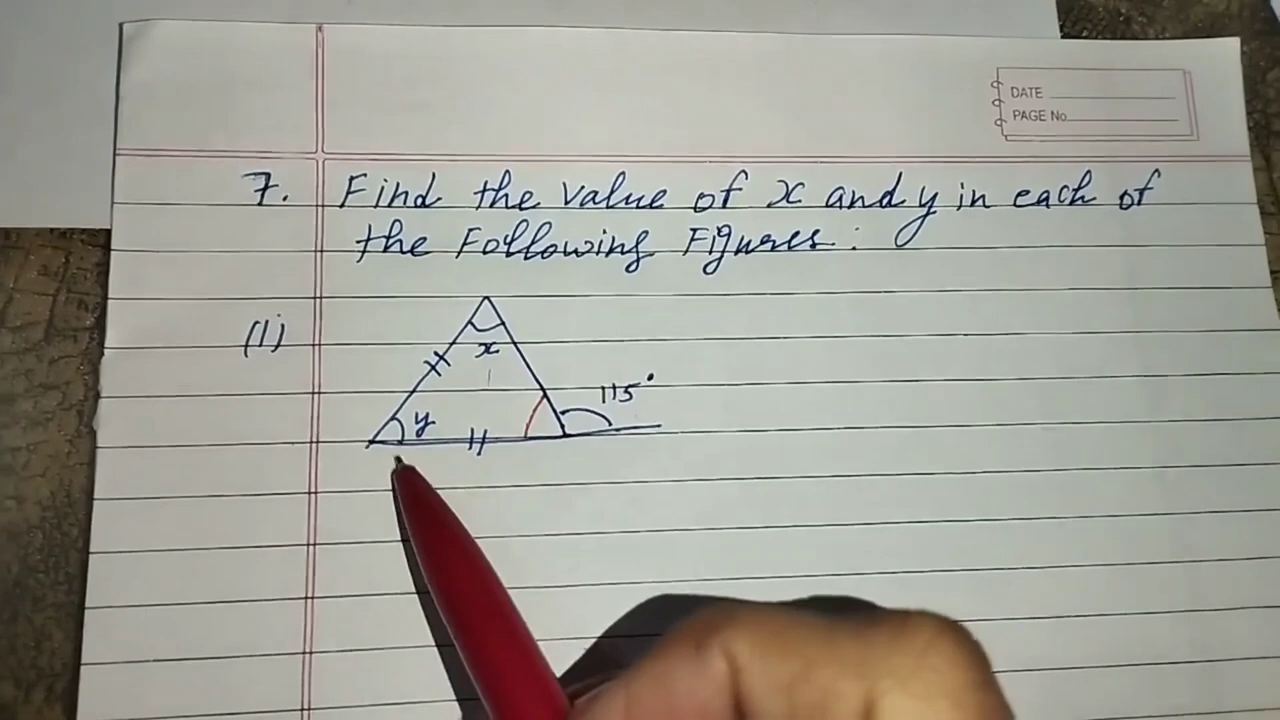 DATE
PAGE No.
7. Find the value of x and y in each of
the Following Figures :
(i)
x
115°
y